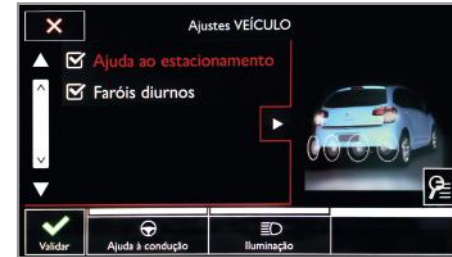 Ajustes VEÍCULO
Ajuda ao estacionamento
Faróis diurnos
Validar
Ajuda à condução
Iluminação